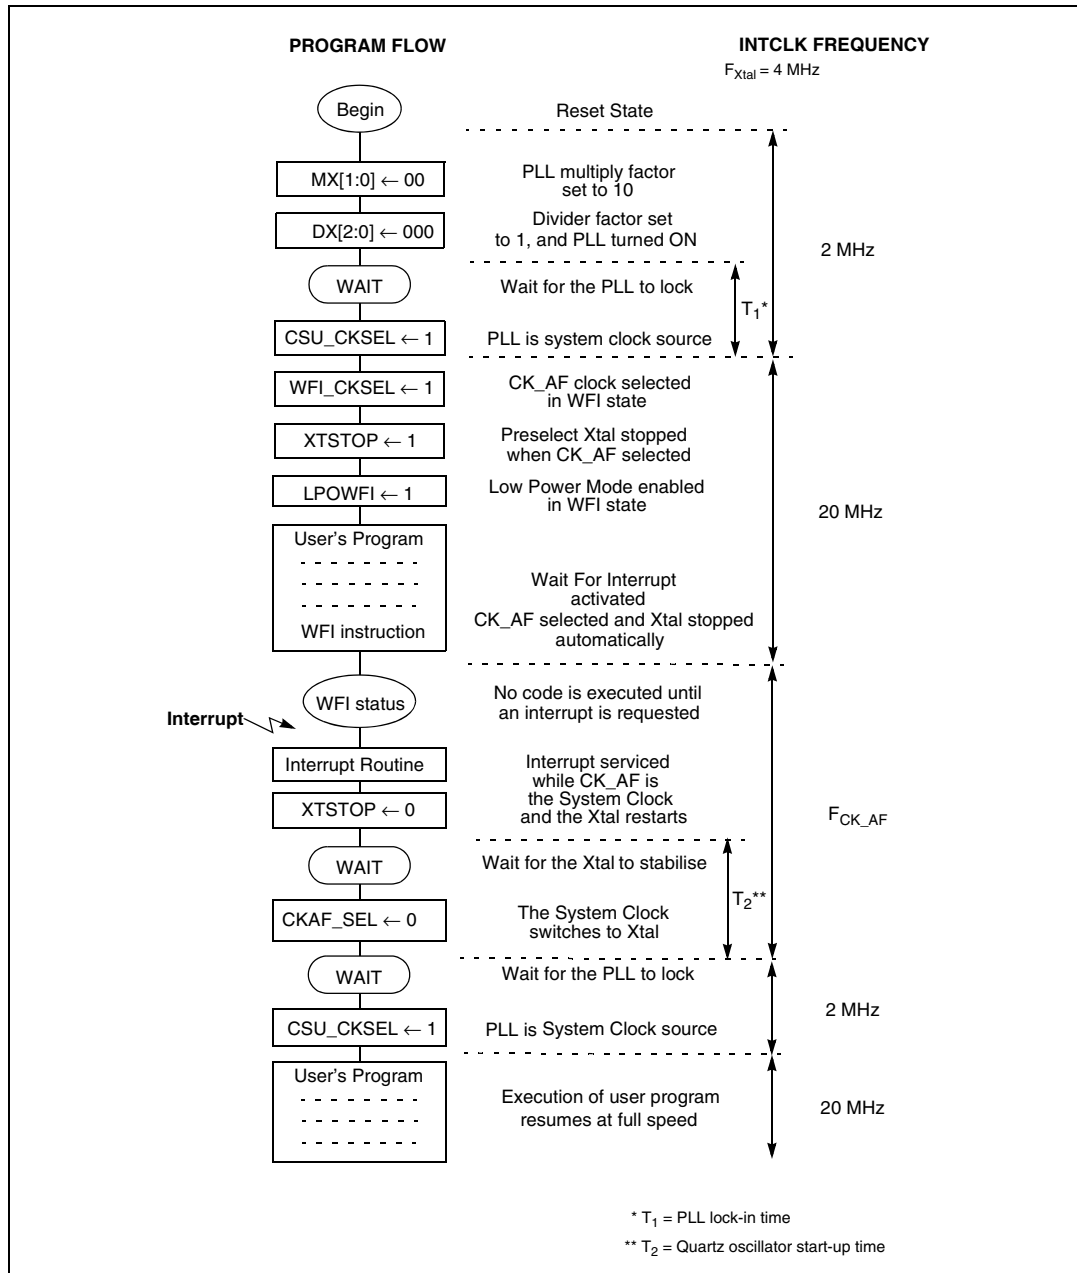 PROGRAM FLOW
INTCLK FREQUENCY
FXtal = 4 MHz
Begin
Reset State
MX[1:0] ← 00
PLL multiply factor
set to 10
DX[2:0] ← 000
Divider factor set
to 1, and PLL turned ON
2 MHz
WAIT
Wait for the PLL to lock
T1*
CSU_CKSEL ← 1
PLL is system clock source
WFI_CKSEL ← 1
CK_AF clock selected
in WFI state
XTSTOP ← 1
Preselect Xtal stopped
when CK_AF selected
LPOWFI ← 1
Low Power Mode enabled
in WFI state
20 MHz
User's Program
WFI instruction
Wait For Interrupt
activated
CK_AF selected and Xtal stopped
automatically
WFI status
No code is executed until
an interrupt is requested
Interrupt
Interrupt Routine
Interrupt serviced
while CK_AF is
the System Clock
and the Xtal restarts
XTSTOP ← 0
FCK_AF
WAIT
Wait for the Xtal to stabilise
T2**
CKAF_SEL ← 0
The System Clock
switches to Xtal
WAIT
Wait for the PLL to lock
2 MHz
CSU_CKSEL ← 1
PLL is System Clock source
User's Program
Execution of user program
resumes at full speed
20 MHz
* T1 = PLL lock-in time
** T2 = Quartz oscillator start-up time